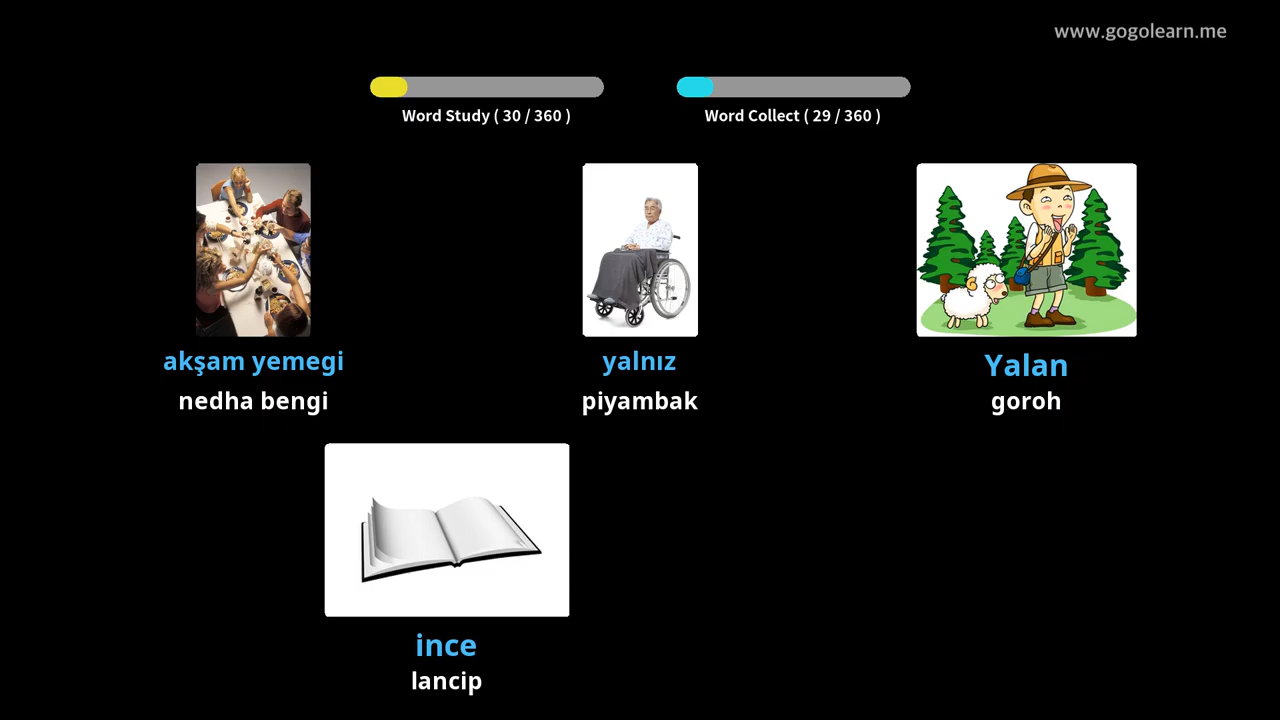 www.gogolearn.me
Word Study ( 30 / 360 )
Word Collect ( 29 / 360 )
akşam yemegi
nedha bengi
yalnız
piyambak
Yalan
goroh
ince
lancip